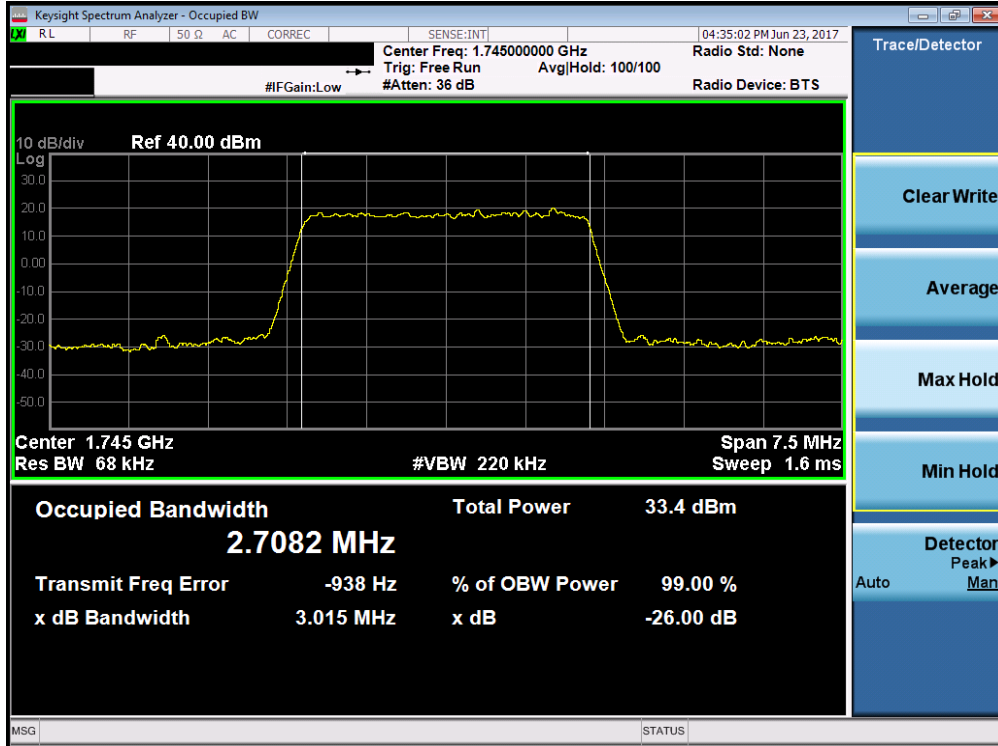 Keysight Spectrum Analyzer - Occupied BW
LXI RL RF 50 Ω AC CORREC SENSE:INT 04:35:02 PM Jun 23, 2017
Center Freq: 1.745000000 GHz Radio Std: None
Trig: Free Run Avg|Hold: 100/100
#IFGain:Low #Atten: 36 dB Radio Device: BTS
10 dB/div Ref 40.00 dBm
Log
30.0
20.0
10.0
0.00
-10.0
-20.0
-30.0
-40.0
-50.0
Center 1.745 GHz Span 7.5 MHz
Res BW 68 kHz #VBW 220 kHz Sweep 1.6 ms
Occupied Bandwidth Total Power 33.4 dBm
2.7082 MHz
Transmit Freq Error -938 Hz % of OBW Power 99.00 %
x dB Bandwidth 3.015 MHz x dB -26.00 dB
MSG STATUS
Trace/Detector
Clear Write
Average
Max Hold
Min Hold
Detector
Peak▶
Auto Man